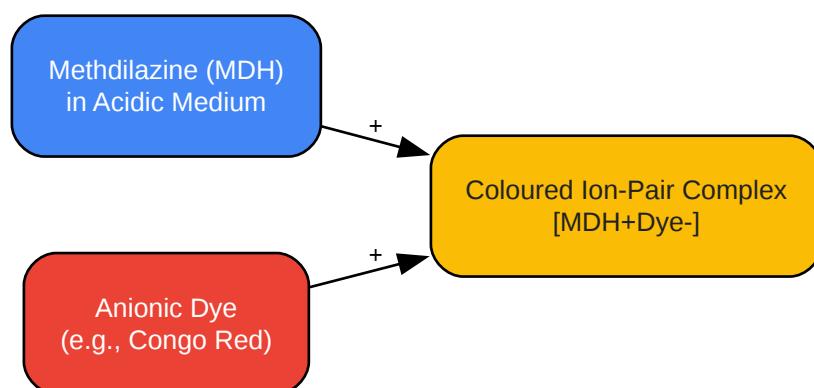 Methdilazine (MDH)
in Acidic Medium
+
Coloured Ion-Pair Complex
[MDH+Dye-]
+
Anionic Dye
(e.g., Congo Red)